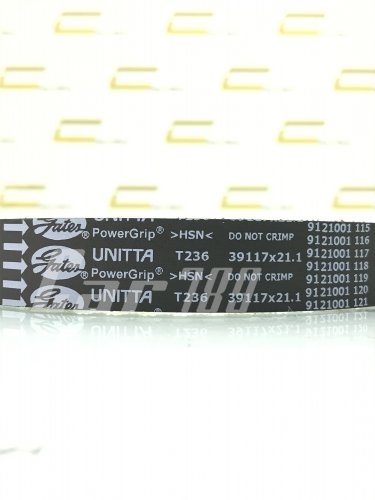 UNITTA 9121001 115
Gates ® PowerGrip® >HSN< DO NOT CRIMP 9121001 116
UNITTA T236 39117x21.1 9121001 117
Gates ® PowerGrip® >HSN< DO NOT CRIMP 9121001 118
9121001 119
UNITTA T236 39117x21.1 9121001 120
Gates 9121001 121